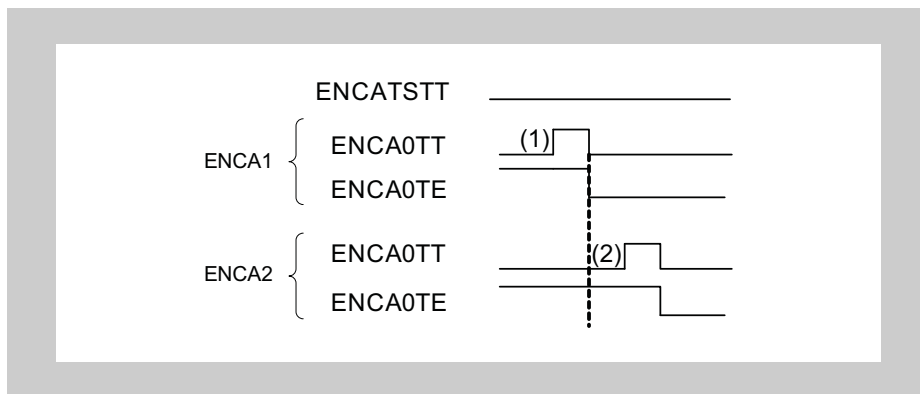 ENCATSTT
ENCA1
ENCA0TT
(1)
ENCA0TE
ENCA2
ENCA0TT
(2)
ENCA0TE